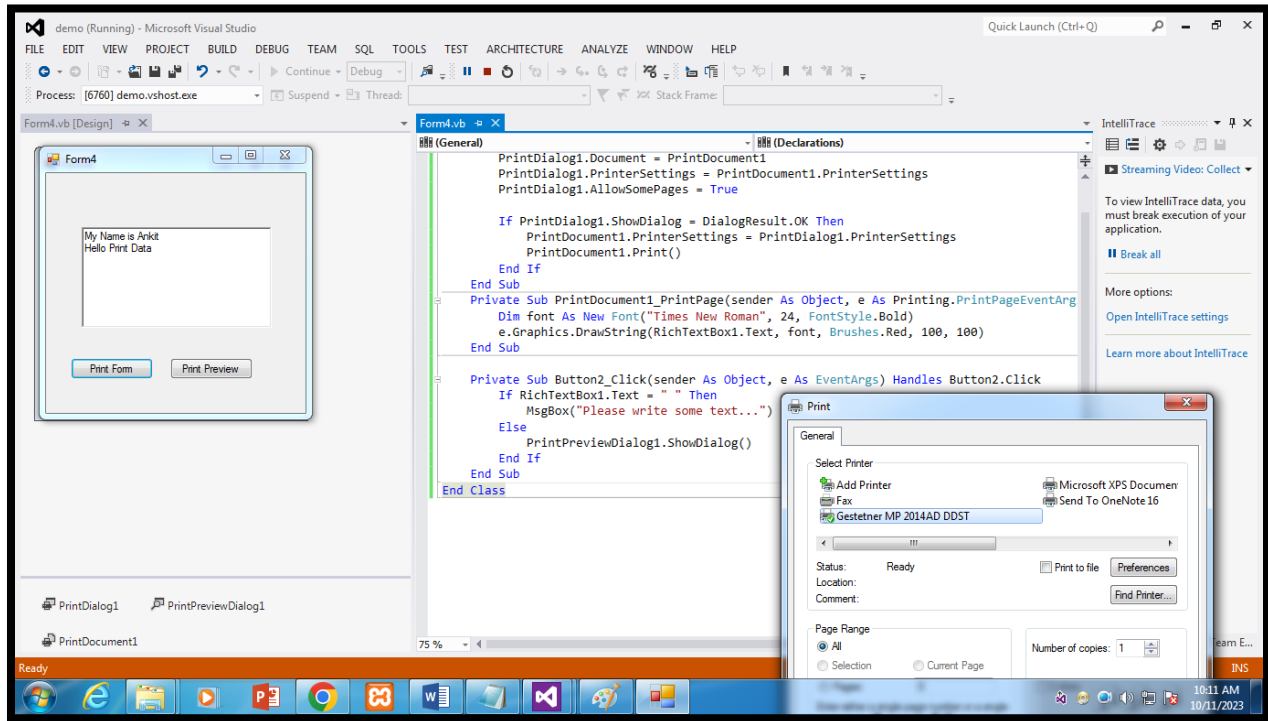 demo (Running) - Microsoft Visual Studio
Quick Launch (Ctrl+Q)
FILE EDIT VIEW PROJECT BUILD DEBUG TEAM SQL TOOLS TEST ARCHITECTURE ANALYZE WINDOW HELP
Continue Debug
Process: [6760] demo.vshost.exe Suspend Thread: Stack Frame:
Form4.vb [Design]
Form4
My Name is Ankit
Hello Print Data
Print Form Print Preview
PrintDialog1 PrintPreviewDialog1
PrintDocument1
Form4.vb
(General) (Declarations)
PrintDialog1.Document = PrintDocument1
PrintDialog1.PrinterSettings = PrintDocument1.PrinterSettings
PrintDialog1.AllowSomePages = True
If PrintDialog1.ShowDialog = DialogResult.OK Then
PrintDocument1.PrinterSettings = PrintDialog1.PrinterSettings
PrintDocument1.Print()
End If
End Sub
Private Sub PrintDocument1_PrintPage(sender As Object, e As Printing.PrintPageEventArg
Dim font As New Font("Times New Roman", 24, FontStyle.Bold)
e.Graphics.DrawString(RichTextBox1.Text, font, Brushes.Red, 100, 100)
End Sub
Private Sub Button2_Click(sender As Object, e As EventArgs) Handles Button2.Click
If RichTextBox1.Text = " " Then
MsgBox("Please write some text...")
Else
PrintPreviewDialog1.ShowDialog()
End If
End Sub
End Class
75 %
IntelliTrace
Streaming Video: Collect
To view IntelliTrace data, you
must break execution of your
application.
Break all
More options:
Open IntelliTrace settings
Learn more about IntelliTrace
Print
General
Select Printer
Add Printer Microsoft XPS Documen
Fax Send To OneNote 16
Gestetner MP 2014AD DDST
Status: Ready Print to file Preferences
Location:
Comment: Find Printer...
Page Range
All Number of copies: 1
Selection Current Page
eam E...
Ready INS
10:11 AM
10/11/2023